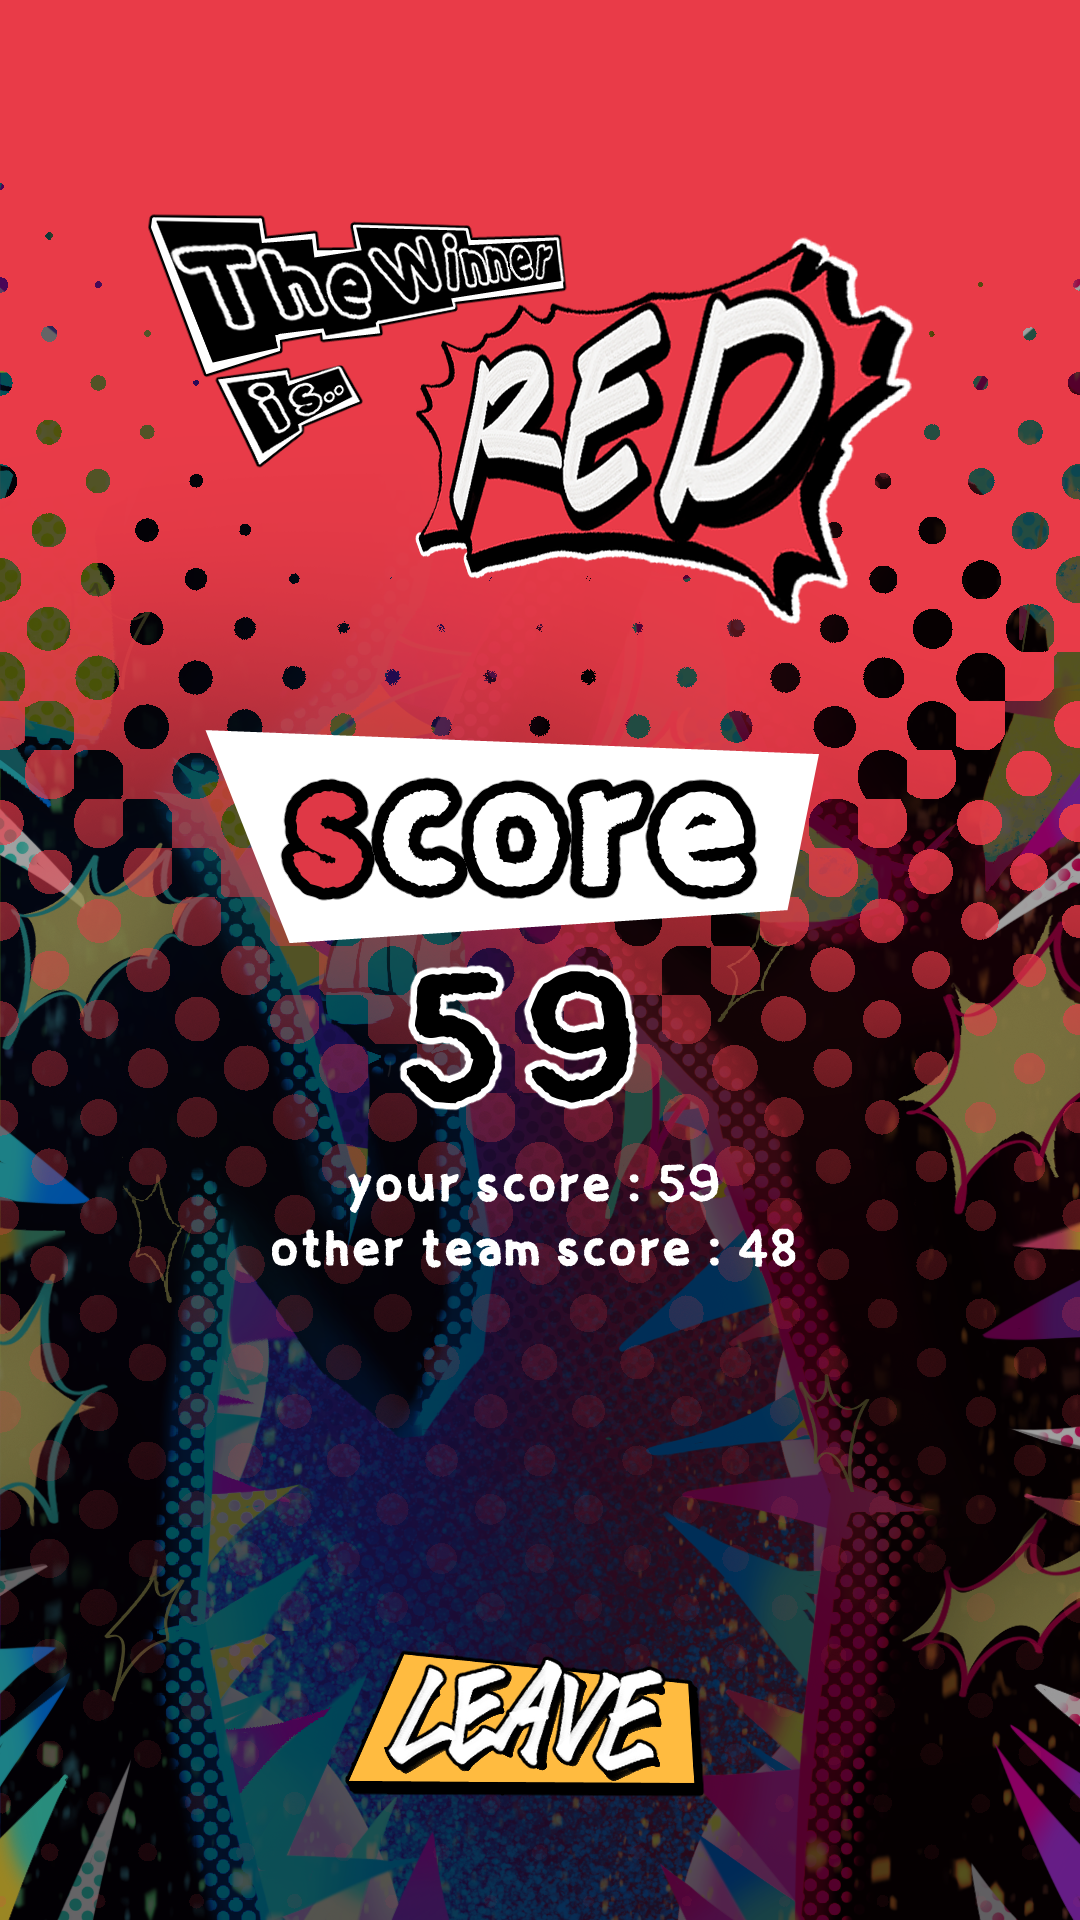 The Winner
is..
RED
score
59
your score : 59
other team score : 48
LEAVE